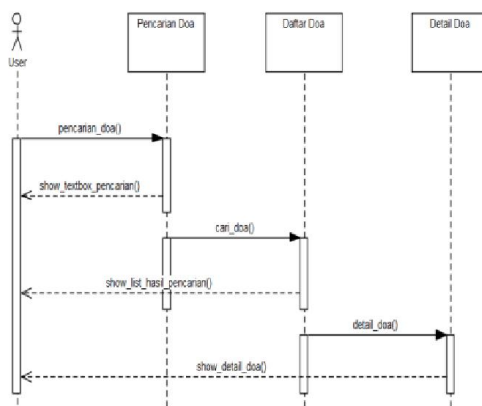 Pencarian Doa
Daftar Doa
Detail Doa
User
pencarian_doa()
show_textbox_pencarian()
cari_doa()
show_list_hasil_pencarian()
detail_doa()
show_detail_doa()